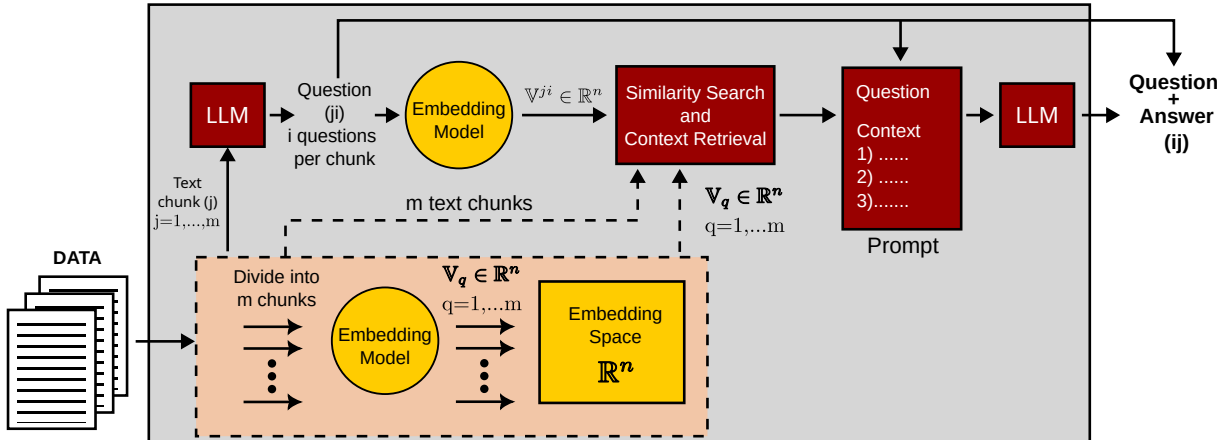 LLM
Question
(ji)
i questions
per chunk
Embedding
Model
𝕍^{ji} ∈ ℝ^n
Similarity Search
and
Context Retrieval
Question
Context
1) ......
2) ......
3).......
Prompt
LLM
Question
+
Answer
(ij)
Text
chunk (j)
j=1,...,m
m text chunks
𝕍_q ∈ ℝ^n
q=1,...m
DATA
Divide into
m chunks
Embedding
Model
𝕍_q ∈ ℝ^n
q=1,...m
Embedding
Space
ℝ^n